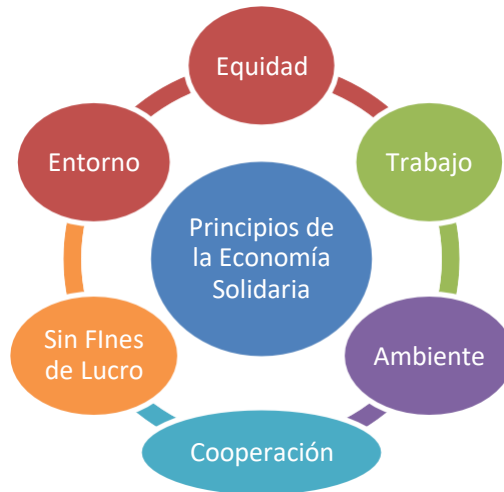 Equidad
Entorno
Trabajo
Principios de
la Economía
Solidaria
Sin FInes
de Lucro
Ambiente
Cooperación